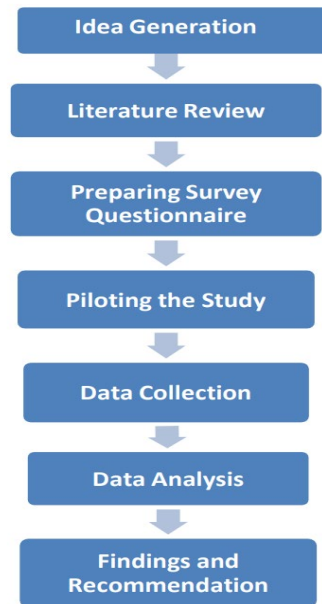 Idea Generation
Literature Review
Preparing Survey
Questionnaire
Piloting the Study
Data Collection
Data Analysis
Findings and
Recommendation